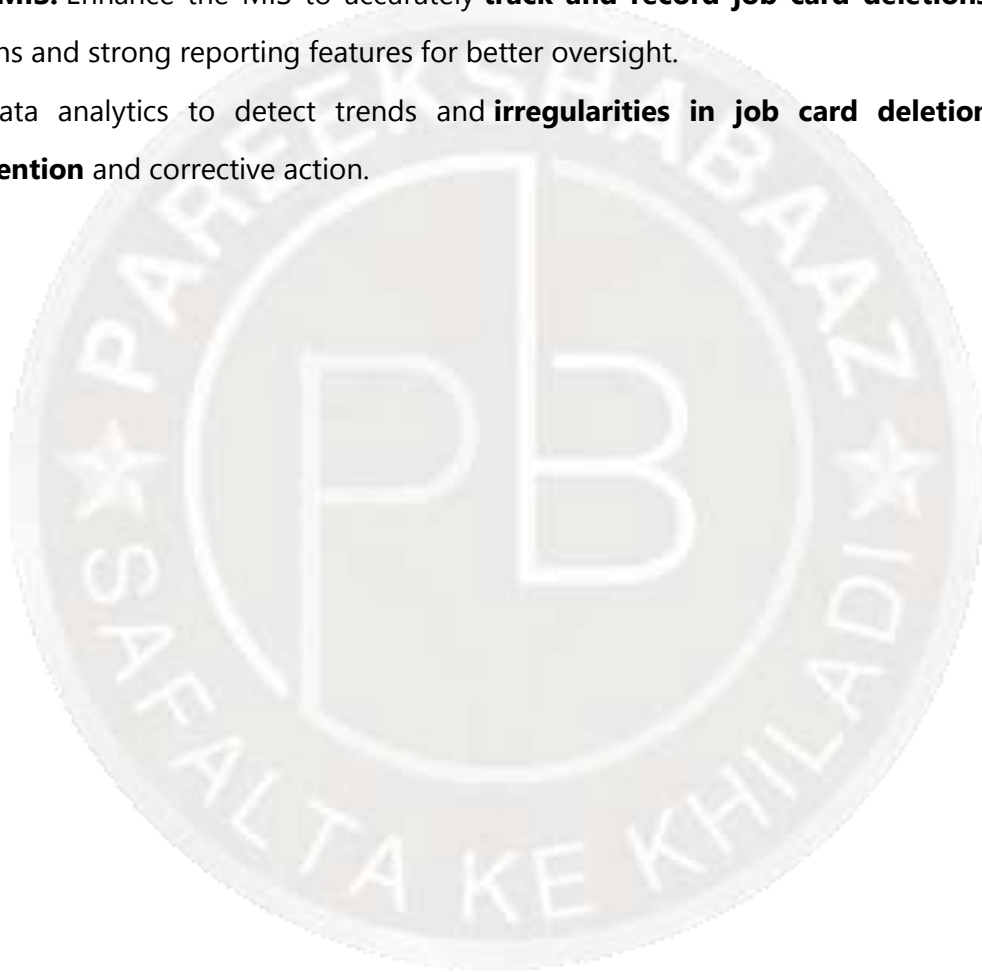 MIS. Enhance the MIS to accurately track and record job card deletions
ns and strong reporting features for better oversight.
ata analytics to detect trends and irregularities in job card deletion
ention and corrective action.
PAREEKSHABAAZ
PB
SAFALTA KE KHILADI